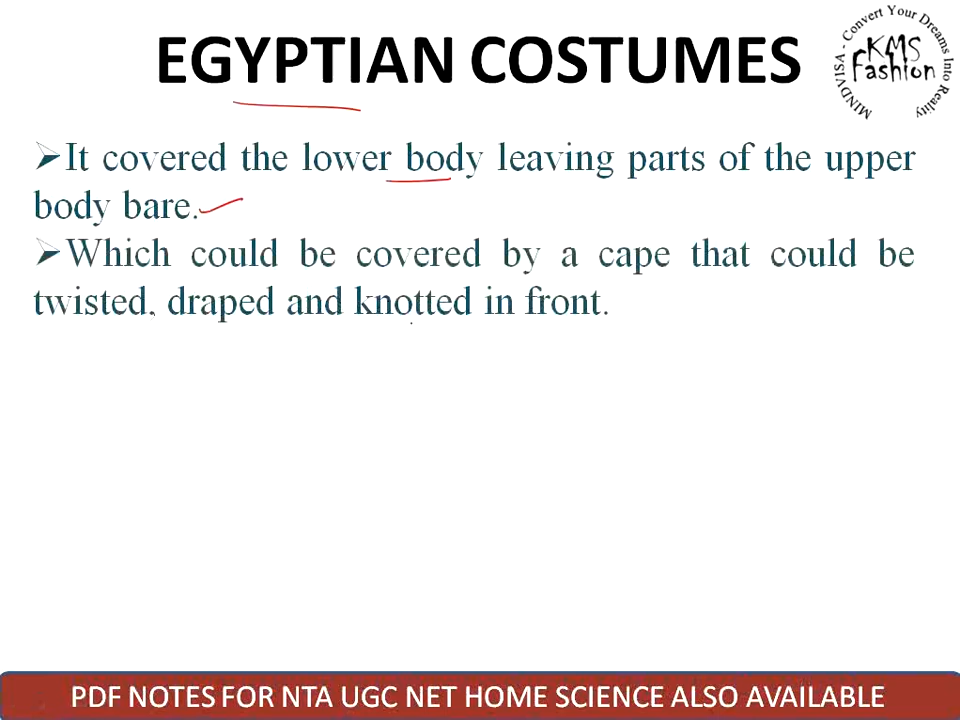 EGYPTIAN COSTUMES
MINDVISA - Convert Your Dreams Into Reality
KMS
Fashion
➢It covered the lower body leaving parts of the upper
body bare.
➢Which could be covered by a cape that could be
twisted, draped and knotted in front.
PDF NOTES FOR NTA UGC NET HOME SCIENCE ALSO AVAILABLE